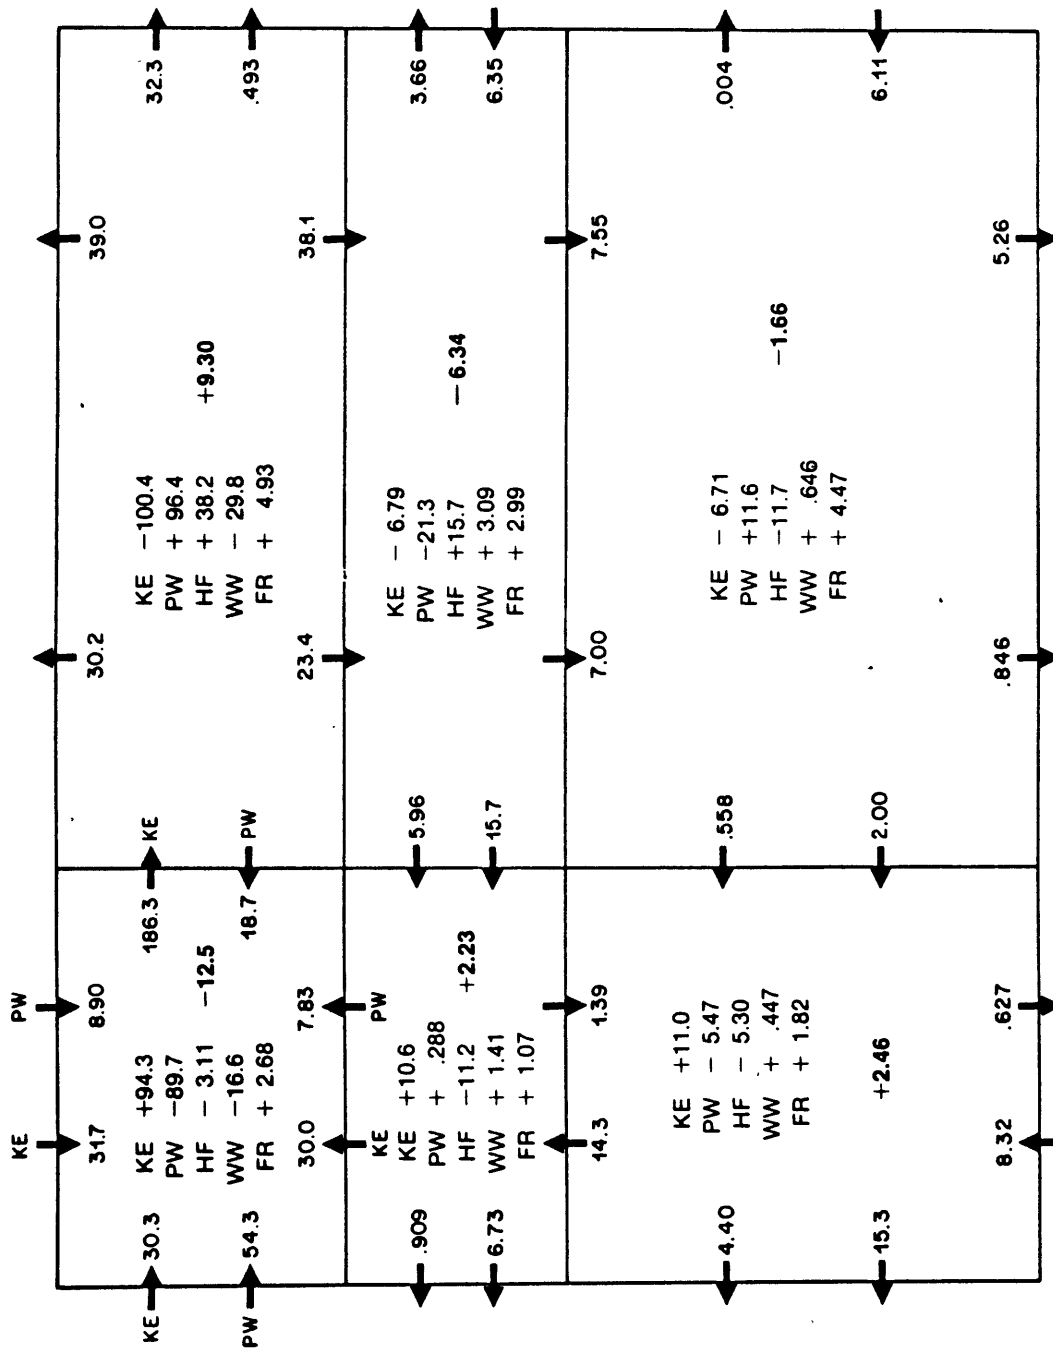 KE PW
31.7 8.90
KE 30.3
PW 54.3
KE +94.3
PW −89.7
HF − 3.11
WW −16.6
FR + 2.68
−12.5
186.3 KE
18.7 PW
30.0 7.83
30.2 39.0
KE −100.4
PW + 96.4
HF + 38.2
WW − 29.8
FR + 4.93
+9.30
32.3
.493
23.4 38.1
KE PW
.909
6.73
KE +10.6
PW + .288
HF −11.2
WW + 1.41
FR + 1.07
+2.23
5.96
15.7
KE − 6.79
PW −21.3
HF +15.7
WW + 3.09
FR + 2.99
−6.34
3.66
6.35
14.3 1.39
7.00 7.55
4.40
15.3
KE +11.0
PW − 5.47
HF − 5.30
WW + .447
FR + 1.82
+2.46
.558
2.00
KE − 6.71
PW +11.6
HF −11.7
WW + .646
FR + 4.47
−1.66
.004
6.11
8.32 .627
.846 5.26